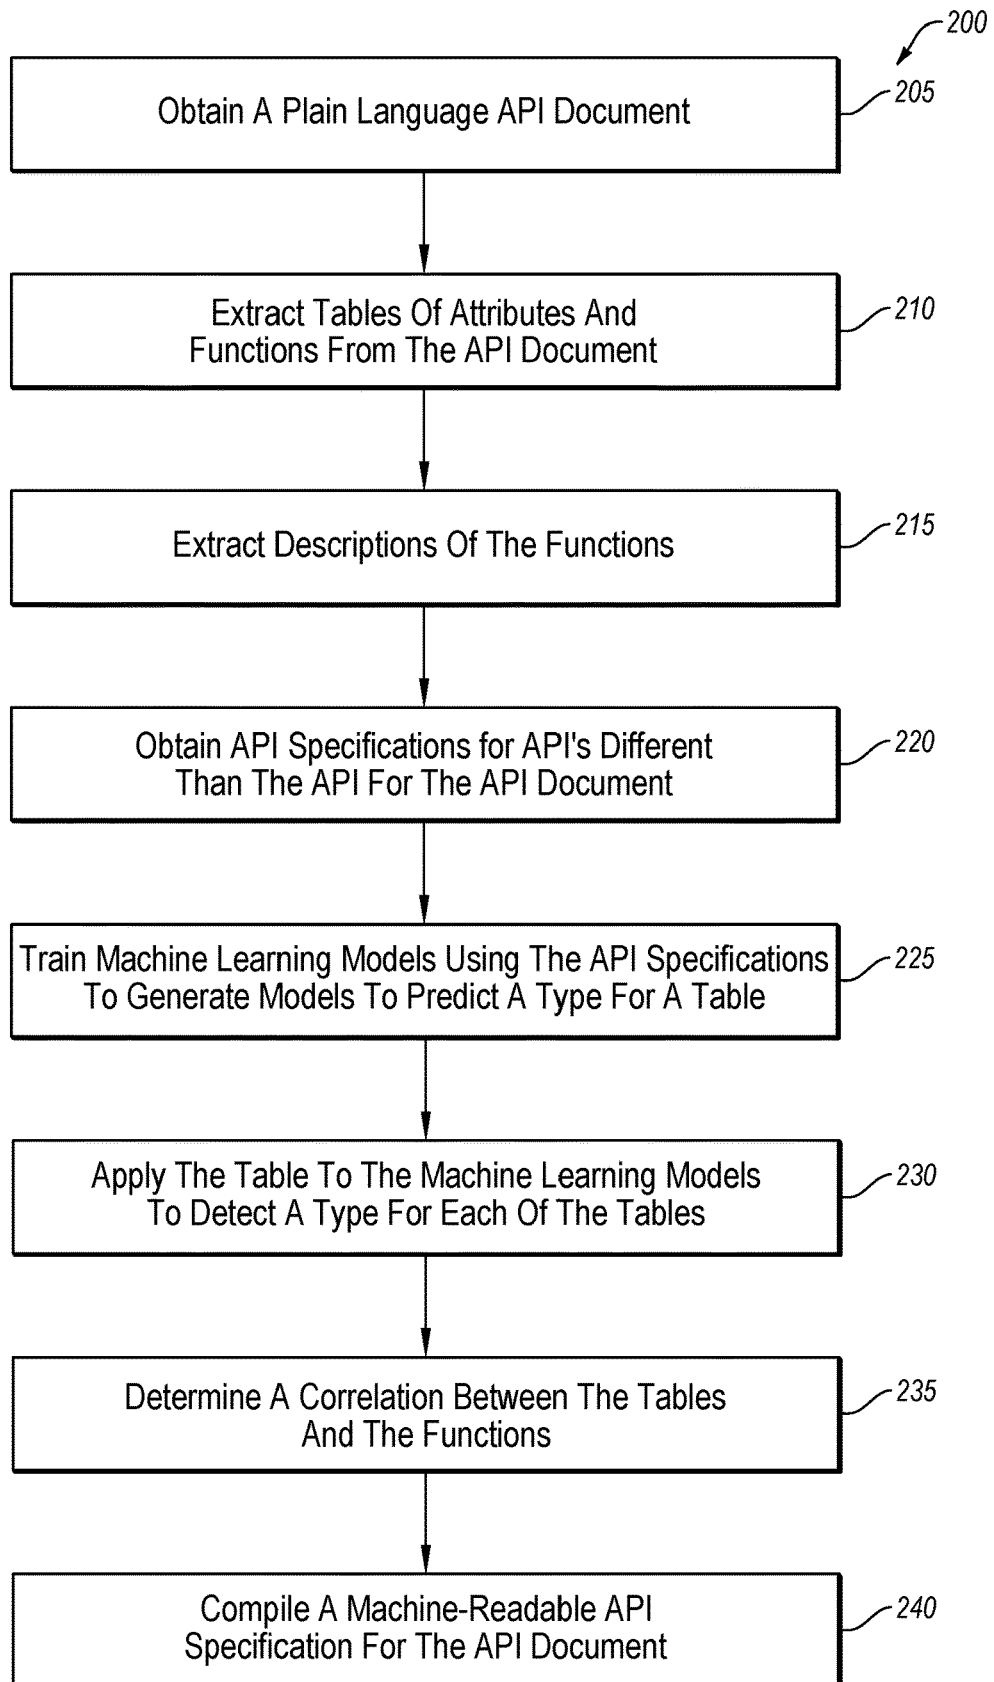 200
Obtain A Plain Language API Document
205
Extract Tables Of Attributes And
Functions From The API Document
210
Extract Descriptions Of The Functions
215
Obtain API Specifications for API's Different
Than The API For The API Document
220
Train Machine Learning Models Using The API Specifications
To Generate Models To Predict A Type For A Table
225
Apply The Table To The Machine Learning Models
To Detect A Type For Each Of The Tables
230
Determine A Correlation Between The Tables
And The Functions
235
Compile A Machine-Readable API
Specification For The API Document
240